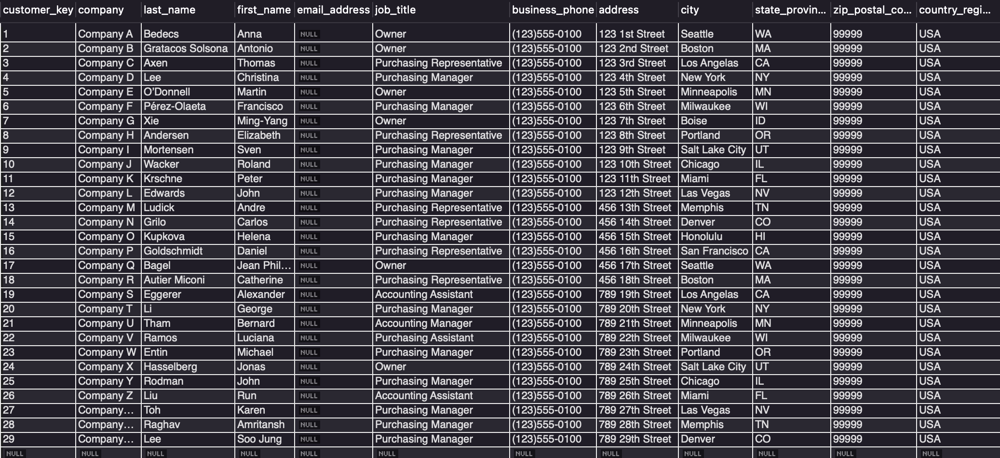 customer_key company last_name first_name email_address job_title business_phone address city state_provin... zip_postal_co... country_regi...
1 Company A Bedecs Anna NULL Owner (123)555-0100 123 1st Street Seattle WA 99999 USA
2 Company B Gratacos Solsona Antonio NULL Owner (123)555-0100 123 2nd Street Boston MA 99999 USA
3 Company C Axen Thomas NULL Purchasing Representative (123)555-0100 123 3rd Street Los Angelas CA 99999 USA
4 Company D Lee Christina NULL Purchasing Manager (123)555-0100 123 4th Street New York NY 99999 USA
5 Company E O’Donnell Martin NULL Owner (123)555-0100 123 5th Street Minneapolis MN 99999 USA
6 Company F Pérez-Olaeta Francisco NULL Purchasing Manager (123)555-0100 123 6th Street Milwaukee WI 99999 USA
7 Company G Xie Ming-Yang NULL Owner (123)555-0100 123 7th Street Boise ID 99999 USA
8 Company H Andersen Elizabeth NULL Purchasing Representative (123)555-0100 123 8th Street Portland OR 99999 USA
9 Company I Mortensen Sven NULL Purchasing Manager (123)555-0100 123 9th Street Salt Lake City UT 99999 USA
10 Company J Wacker Roland NULL Purchasing Manager (123)555-0100 123 10th Street Chicago IL 99999 USA
11 Company K Krschne Peter NULL Purchasing Manager (123)555-0100 123 11th Street Miami FL 99999 USA
12 Company L Edwards John NULL Purchasing Manager (123)555-0100 123 12th Street Las Vegas NV 99999 USA
13 Company M Ludick Andre NULL Purchasing Representative (123)555-0100 456 13th Street Memphis TN 99999 USA
14 Company N Grilo Carlos NULL Purchasing Representative (123)555-0100 456 14th Street Denver CO 99999 USA
15 Company O Kupkova Helena NULL Purchasing Manager (123)555-0100 456 15th Street Honolulu HI 99999 USA
16 Company P Goldschmidt Daniel NULL Purchasing Representative (123)555-0100 456 16th Street San Francisco CA 99999 USA
17 Company Q Bagel Jean Phil... NULL Owner (123)555-0100 456 17th Street Seattle WA 99999 USA
18 Company R Autier Miconi Catherine NULL Purchasing Representative (123)555-0100 456 18th Street Boston MA 99999 USA
19 Company S Eggerer Alexander NULL Accounting Assistant (123)555-0100 789 19th Street Los Angelas CA 99999 USA
20 Company T Li George NULL Purchasing Manager (123)555-0100 789 20th Street New York NY 99999 USA
21 Company U Tham Bernard NULL Accounting Manager (123)555-0100 789 21th Street Minneapolis MN 99999 USA
22 Company V Ramos Luciana NULL Purchasing Assistant (123)555-0100 789 22th Street Milwaukee WI 99999 USA
23 Company W Entin Michael NULL Purchasing Manager (123)555-0100 789 23th Street Portland OR 99999 USA
24 Company X Hasselberg Jonas NULL Owner (123)555-0100 789 24th Street Salt Lake City UT 99999 USA
25 Company Y Rodman John NULL Purchasing Manager (123)555-0100 789 25th Street Chicago IL 99999 USA
26 Company Z Liu Run NULL Accounting Assistant (123)555-0100 789 26th Street Miami FL 99999 USA
27 Company... Toh Karen NULL Purchasing Manager (123)555-0100 789 27th Street Las Vegas NV 99999 USA
28 Company... Raghav Amritansh NULL Purchasing Manager (123)555-0100 789 28th Street Memphis TN 99999 USA
29 Company... Lee Soo Jung NULL Purchasing Manager (123)555-0100 789 29th Street Denver CO 99999 USA
NULL NULL NULL NULL NULL NULL NULL NULL NULL NULL NULL NULL